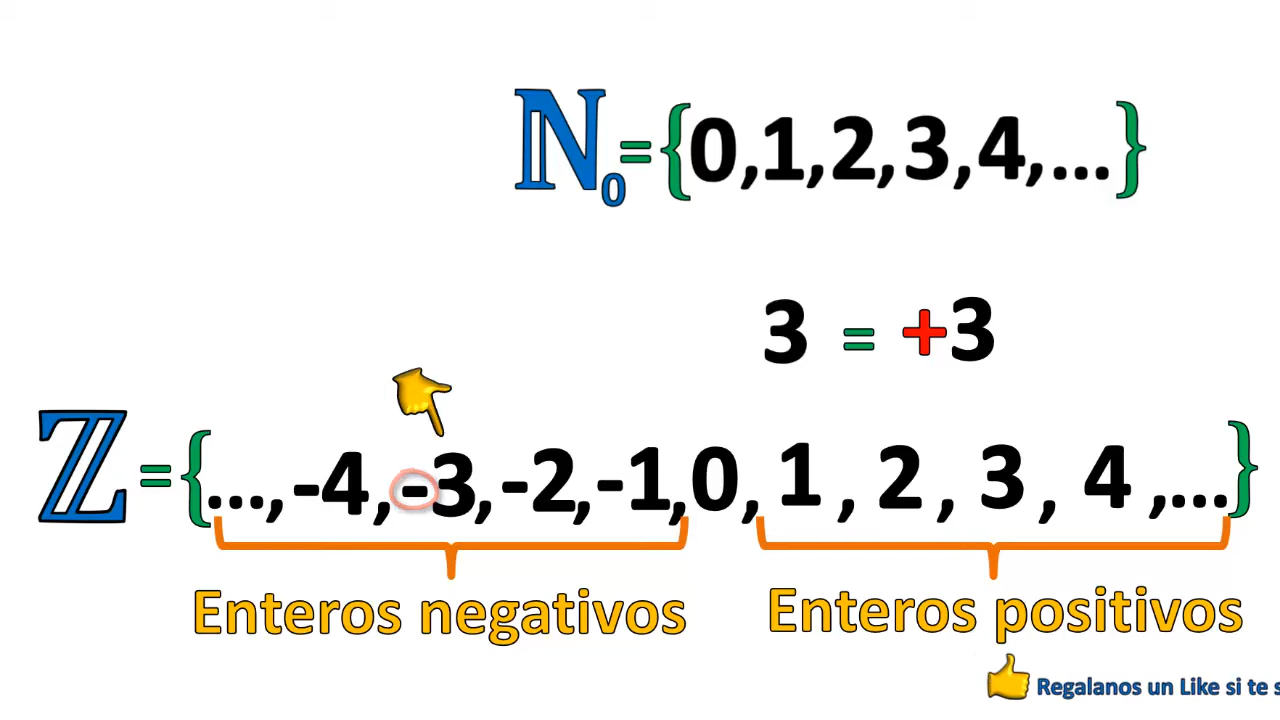 ℕ₀={0,1,2,3,4,...}
3 = +3
ℤ={...,-4,-3,-2,-1,0,1,2,3,4,...}
Enteros negativos Enteros positivos
Regalanos un Like si te s